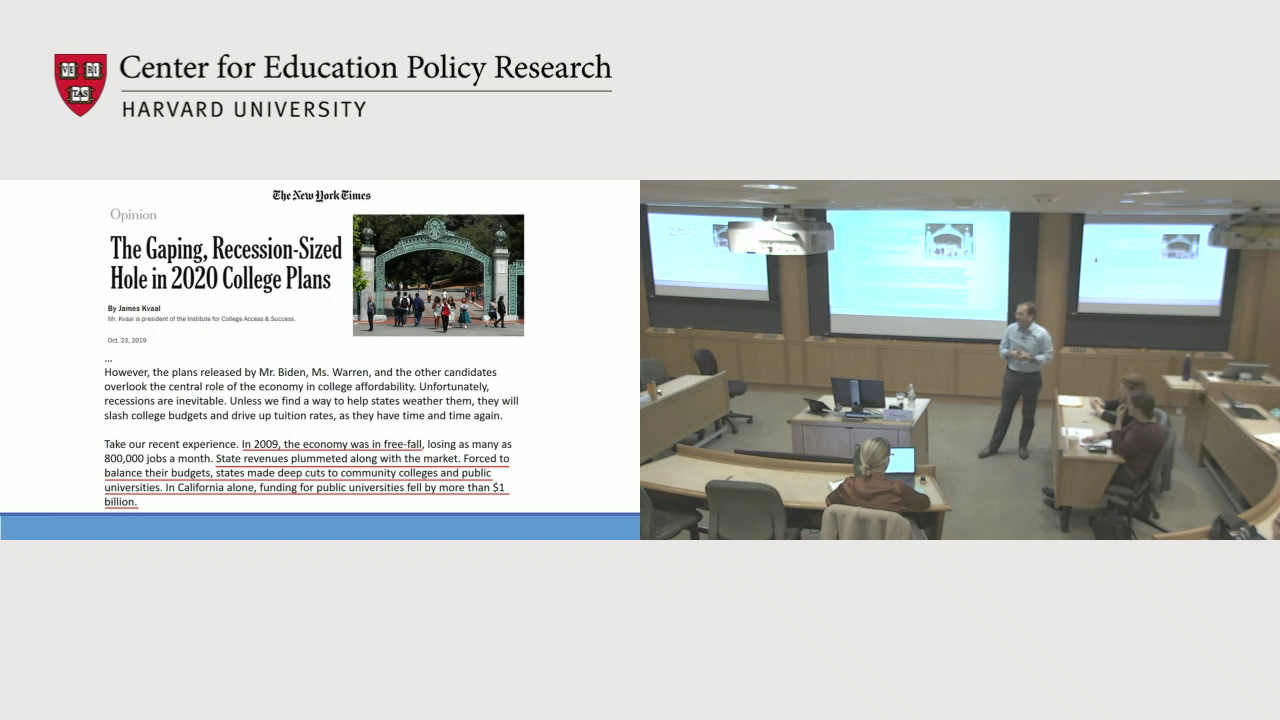 VE RI
TAS
Center for Education Policy Research
HARVARD UNIVERSITY
The New York Times
Opinion
The Gaping, Recession-Sized
Hole in 2020 College Plans
By James Kvaal
Mr. Kvaal is president of the Institute for College Access & Success.
Oct. 23, 2019
...
However, the plans released by Mr. Biden, Ms. Warren, and the other candidates
overlook the central role of the economy in college affordability. Unfortunately,
recessions are inevitable. Unless we find a way to help states weather them, they will
slash college budgets and drive up tuition rates, as they have time and time again.
Take our recent experience. In 2009, the economy was in free-fall, losing as many as
800,000 jobs a month. State revenues plummeted along with the market. Forced to
balance their budgets, states made deep cuts to community colleges and public
universities. In California alone, funding for public universities fell by more than $1
billion.